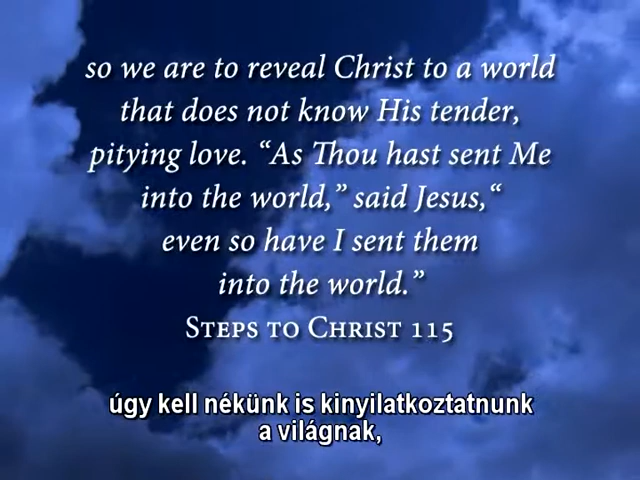 so we are to reveal Christ to a world
that does not know His tender,
pitying love. “As Thou hast sent Me
into the world,” said Jesus,“
even so have I sent them
into the world.”
Steps to Christ 115
úgy kell nékünk is kinyilatkoztatnunk
a világnak,